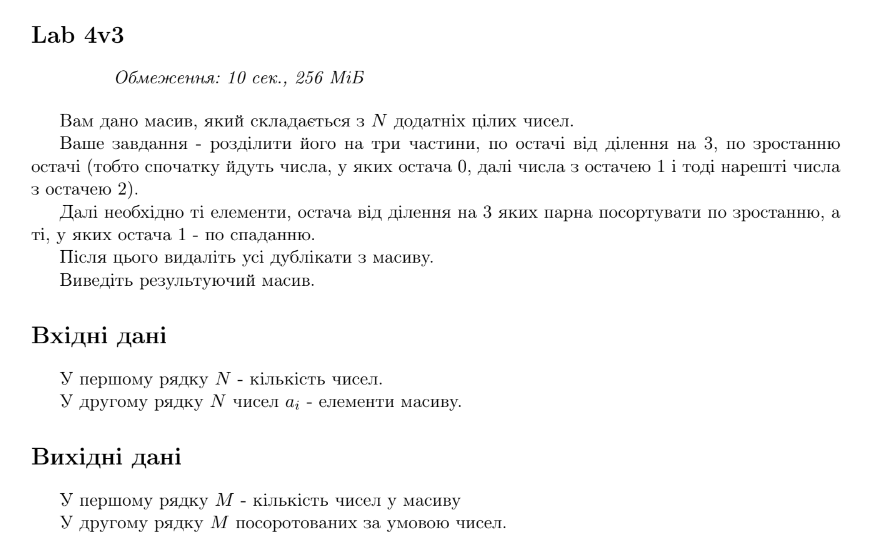 Lab 4v3
Обмеження: 10 сек., 256 МіБ
Вам дано масив, який складається з N додатніх цілих чисел.
Ваше завдання - розділити його на три частини, по остачі від ділення на 3, по зростанню
остачі (тобто спочатку йдуть числа, у яких остача 0, далі числа з остачею 1 і тоді нарешті числа
з остачею 2).
Далі необхідно ті елементи, остача від ділення на 3 яких парна посортувати по зростанню, а
ті, у яких остача 1 - по спаданню.
Після цього видаліть усі дублікати з масиву.
Виведіть результуючий масив.
Вхідні дані
У першому рядку N - кількість чисел.
У другому рядку N чисел aᵢ - елементи масиву.
Вихідні дані
У першому рядку M - кількість чисел у масиву
У другому рядку M посоротованих за умовою чисел.